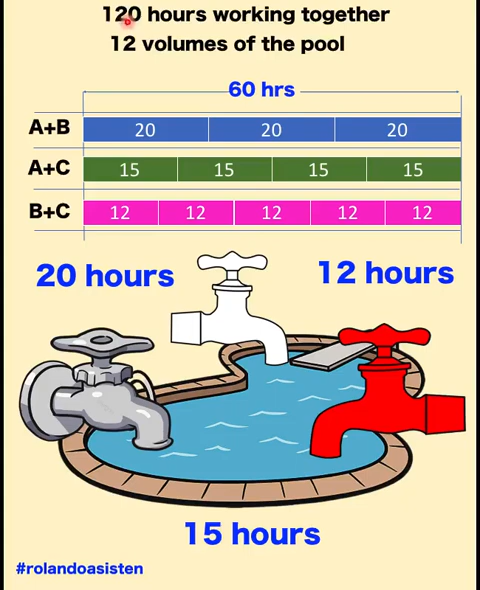 120 hours working together
12 volumes of the pool
60 hrs
A+B 20 20 20
A+C 15 15 15 15
B+C 12 12 12 12 12
20 hours 12 hours
15 hours
#rolandoasisten